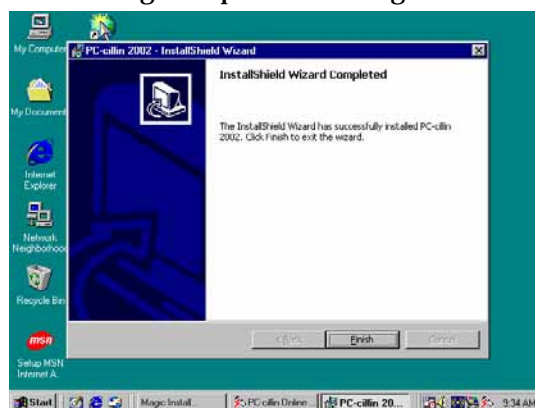 My Computer
PC-cillin 2002 - InstallShield Wizard
InstallShield Wizard Completed
My Document
The InstallShield Wizard has successfully installed PC-cillin
2002. Click Finish to exit the wizard.
Internet
Explorer
Network
Neighborhood
Recycle Bin
msn
Setup MSN
Internet A.
< Back
Finish
Cancel
Start
Magic Install...
PC-cillin Online
PC-cillin 20...
9:34 AM